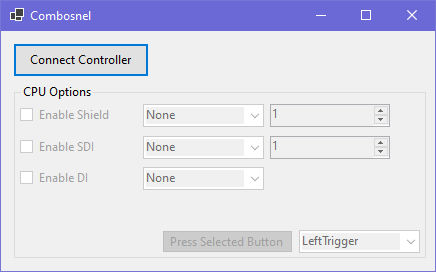 Combosnel
Connect Controller
CPU Options
Enable Shield None 1
Enable SDI None 1
Enable DI None
Press Selected Button LeftTrigger